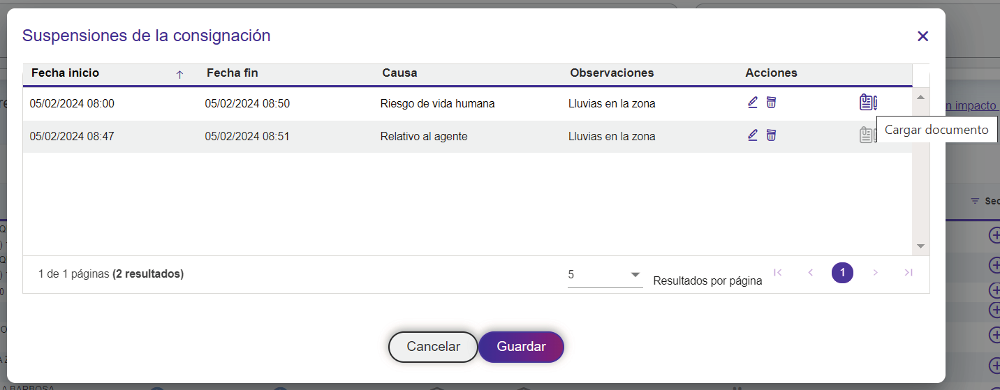 Suspensiones de la consignación
Fecha inicio Fecha fin Causa Observaciones Acciones
05/02/2024 08:00 05/02/2024 08:50 Riesgo de vida humana Lluvias en la zona
n impacto
Cargar documento
05/02/2024 08:47 05/02/2024 08:51 Relativo al agente Lluvias en la zona
Sec
1 de 1 páginas (2 resultados) 5 Resultados por página 1
Cancelar Guardar
A BARBOSA